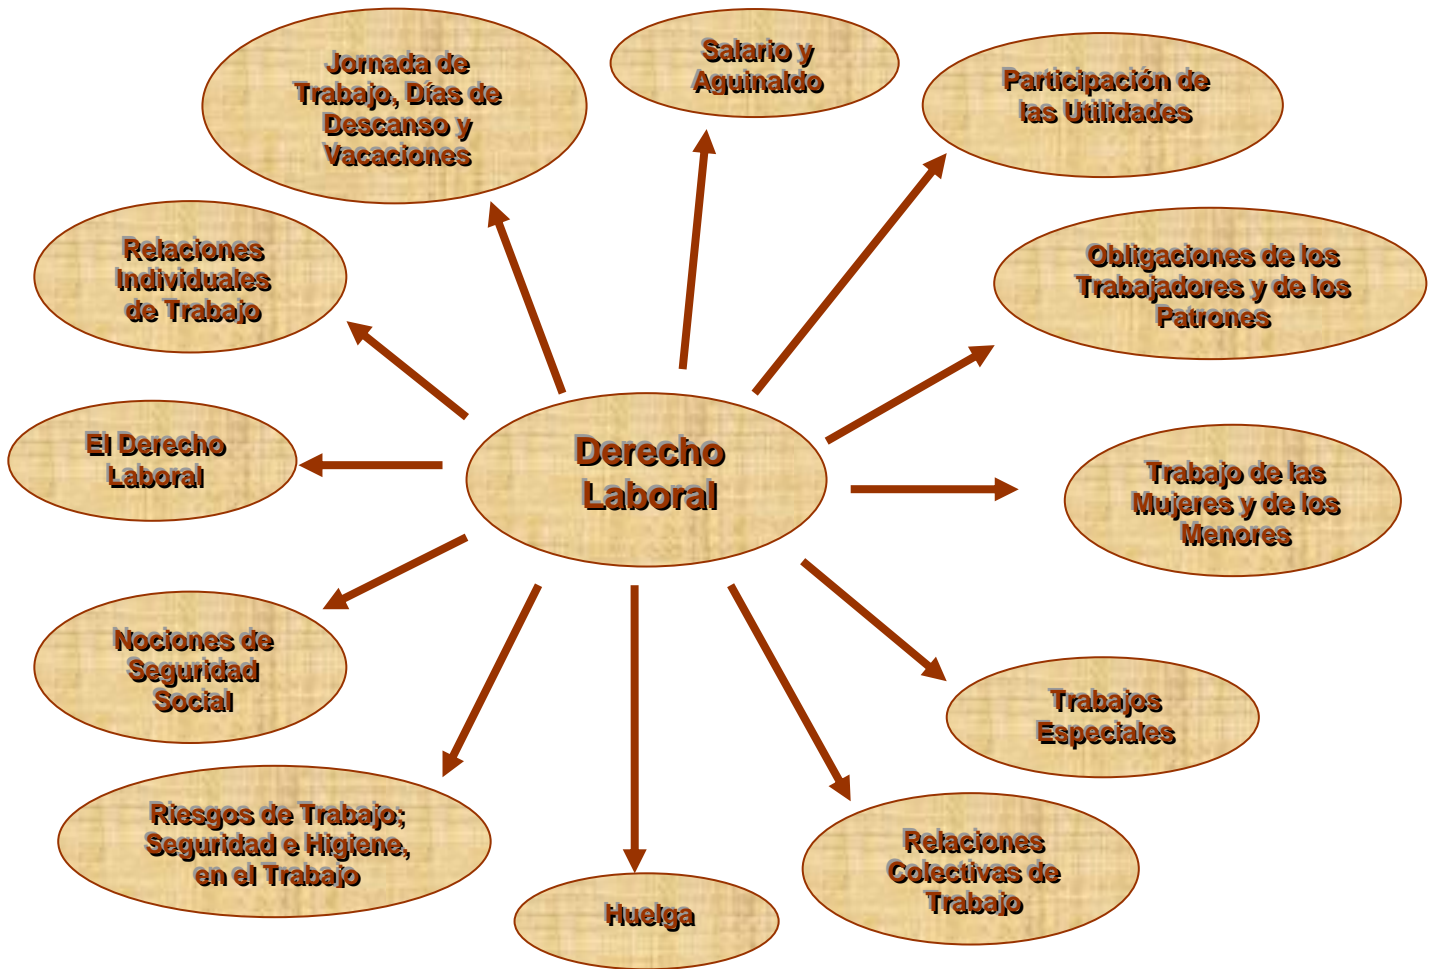 Jornada de
Trabajo, Días de
Descanso y
Vacaciones
Salario y
Aguinaldo
Participación de
las Utilidades
Relaciones
Individuales
de Trabajo
Obligaciones de los
Trabajadores y de los
Patrones
El Derecho
Laboral
Derecho
Laboral
Trabajo de las
Mujeres y de los
Menores
Nociones de
Seguridad
Social
Trabajos
Especiales
Riesgos de Trabajo;
Seguridad e Higiene,
en el Trabajo
Huelga
Relaciones
Colectivas de
Trabajo